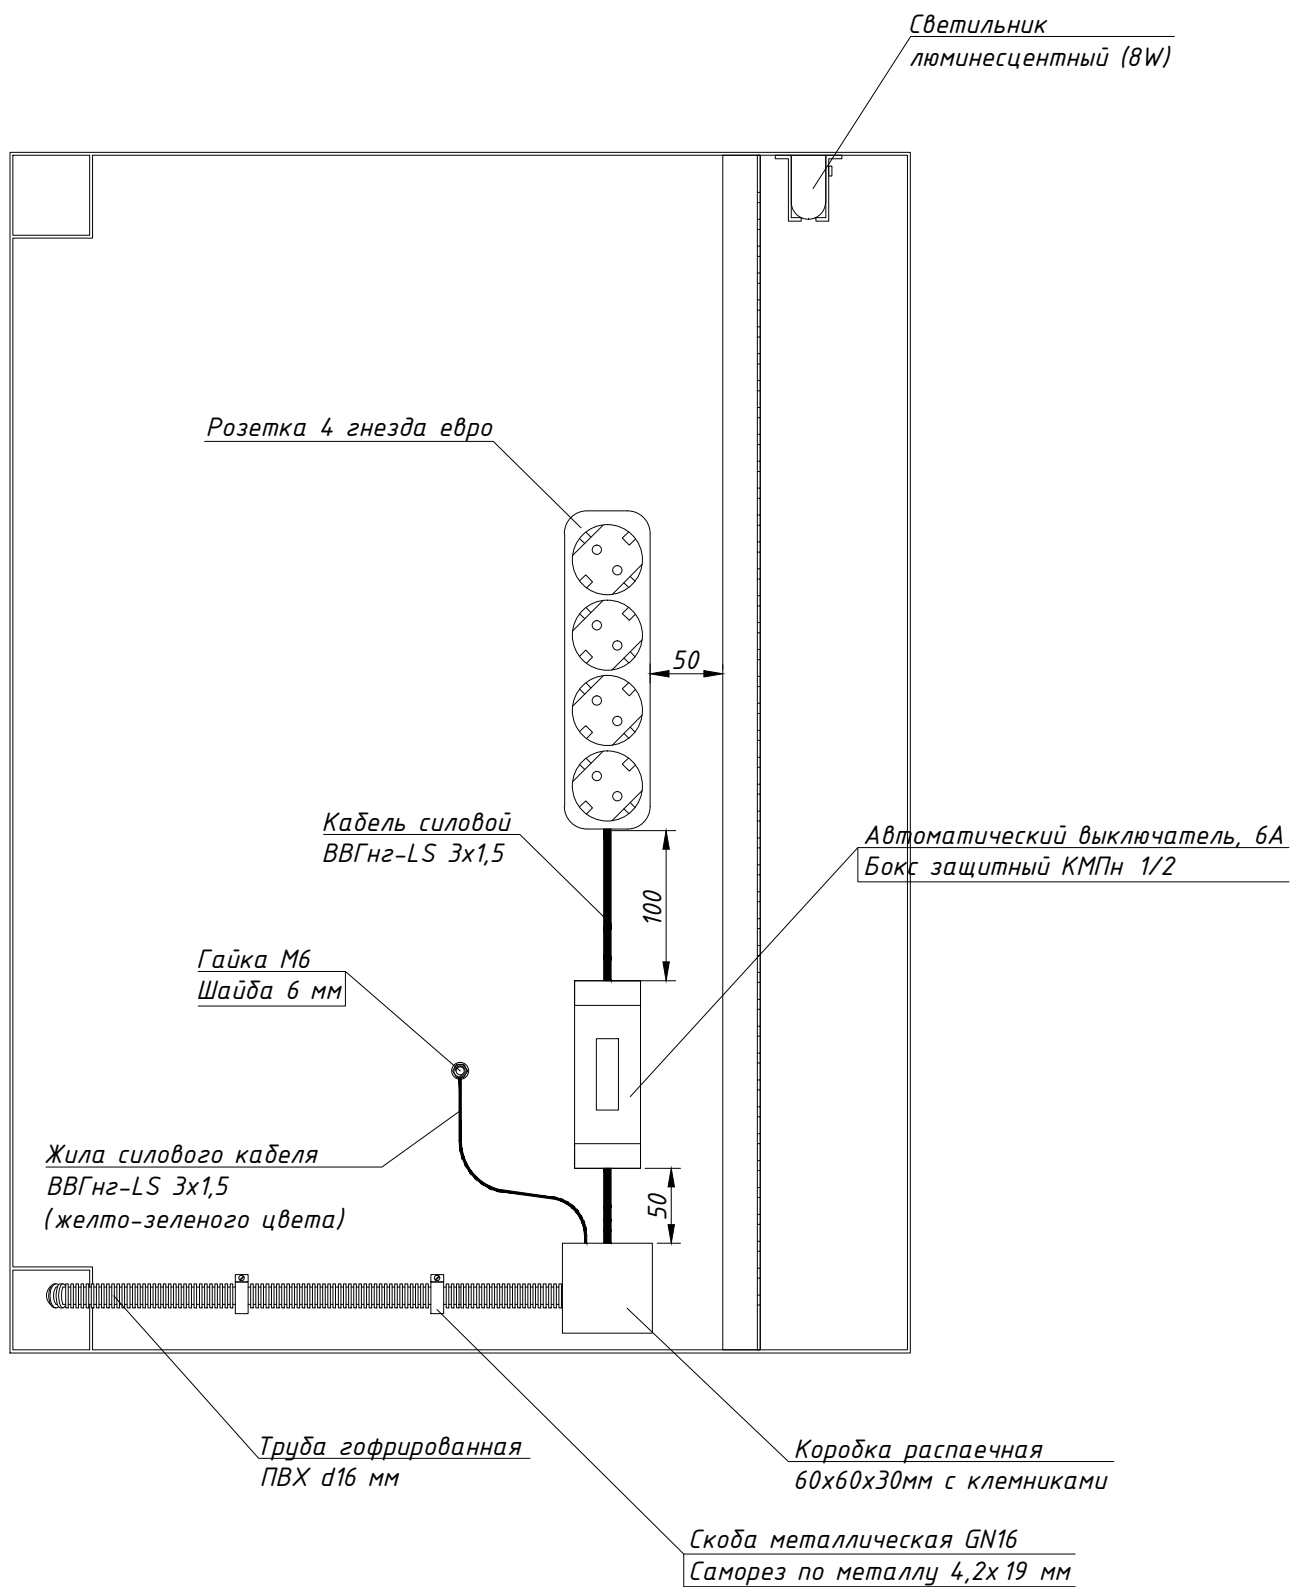 Светильник
люминесцентный (8W)
Розетка 4 гнезда евро
50
Кабель силовой
ВВГнг-LS 3х1,5
Автоматический выключатель, 6А
Бокс защитный КМПн 1/2
100
Гайка М6
Шайба 6 мм
Жила силового кабеля
ВВГнг-LS 3х1,5
(желто-зеленого цвета)
50
Труба гофрированная
ПВХ d16 мм
Коробка распаечная
60х60х30мм с клемниками
Скоба металлическая GN16
Саморез по металлу 4,2х19 мм